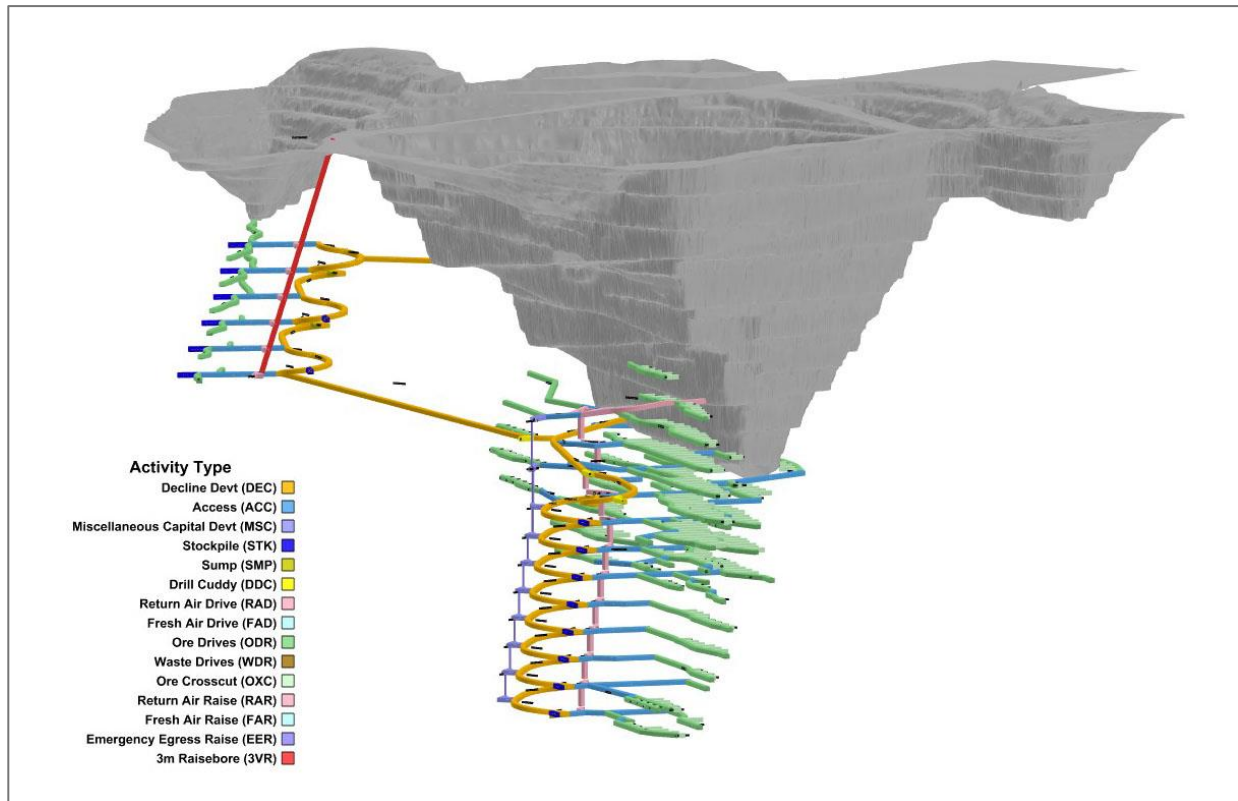 Activity Type
Decline Devt (DEC)
Access (ACC)
Miscellaneous Capital Devt (MSC)
Stockpile (STK)
Sump (SMP)
Drill Cuddy (DDC)
Return Air Drive (RAD)
Fresh Air Drive (FAD)
Ore Drives (ODR)
Waste Drives (WDR)
Ore Crosscut (OXC)
Return Air Raise (RAR)
Fresh Air Raise (FAR)
Emergency Egress Raise (EER)
3m Raisebore (3VR)